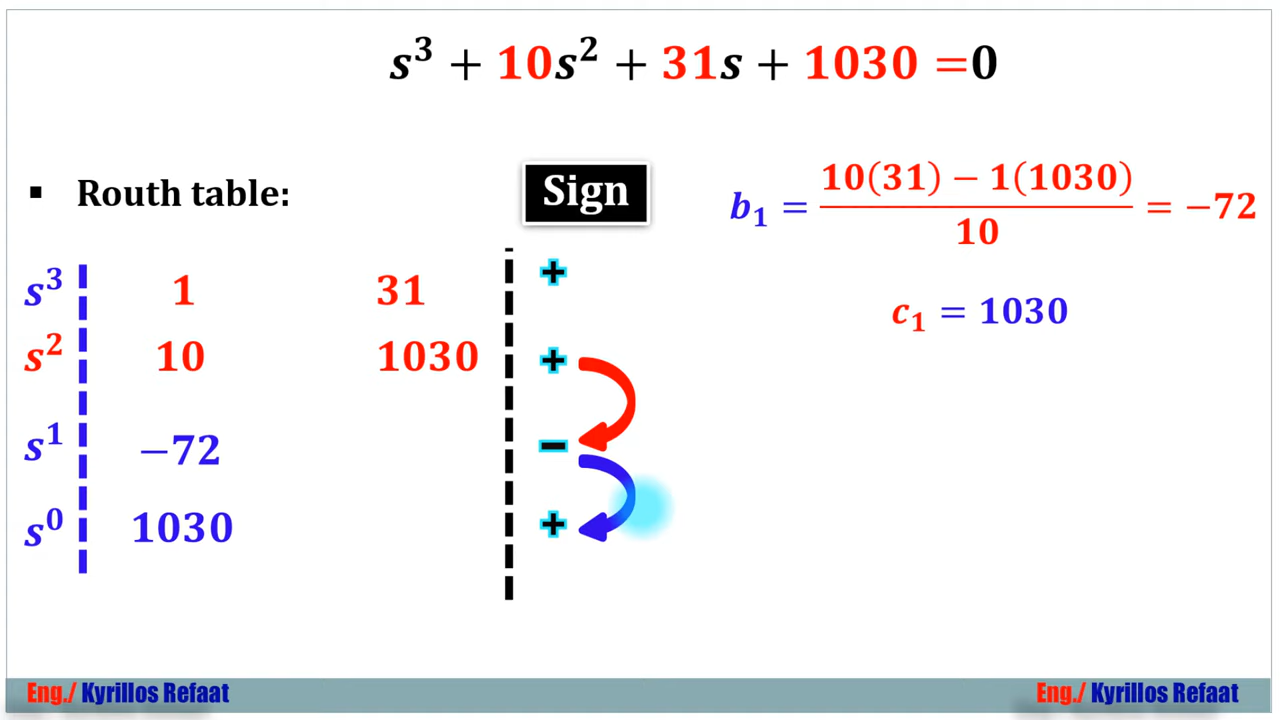 s³ + 10s² + 31s + 1030 = 0
▪ Routh table:
Sign
b₁ = (10(31) − 1(1030)) / 10 = −72
c₁ = 1030
s³ 1 31 +
s² 10 1030 +
s¹ −72 −
s⁰ 1030 +
Eng./ Kyrillos Refaat
Eng./ Kyrillos Refaat